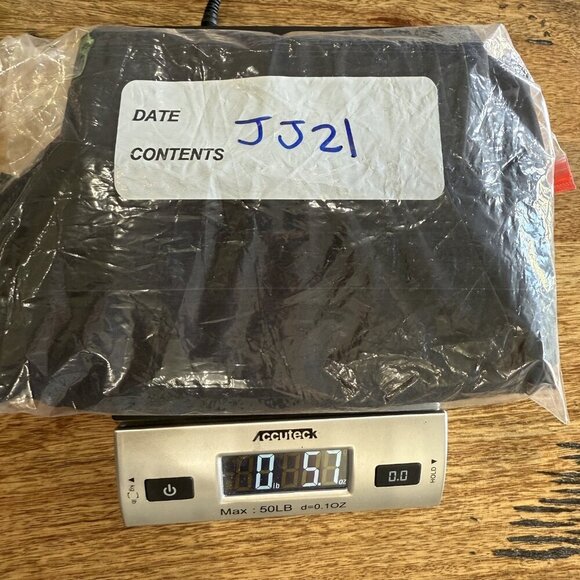 DATE
CONTENTS JJ21
Accuteck
0 lb 5.7 oz
0.0
HOLD
Max : 50LB d=0.1OZ